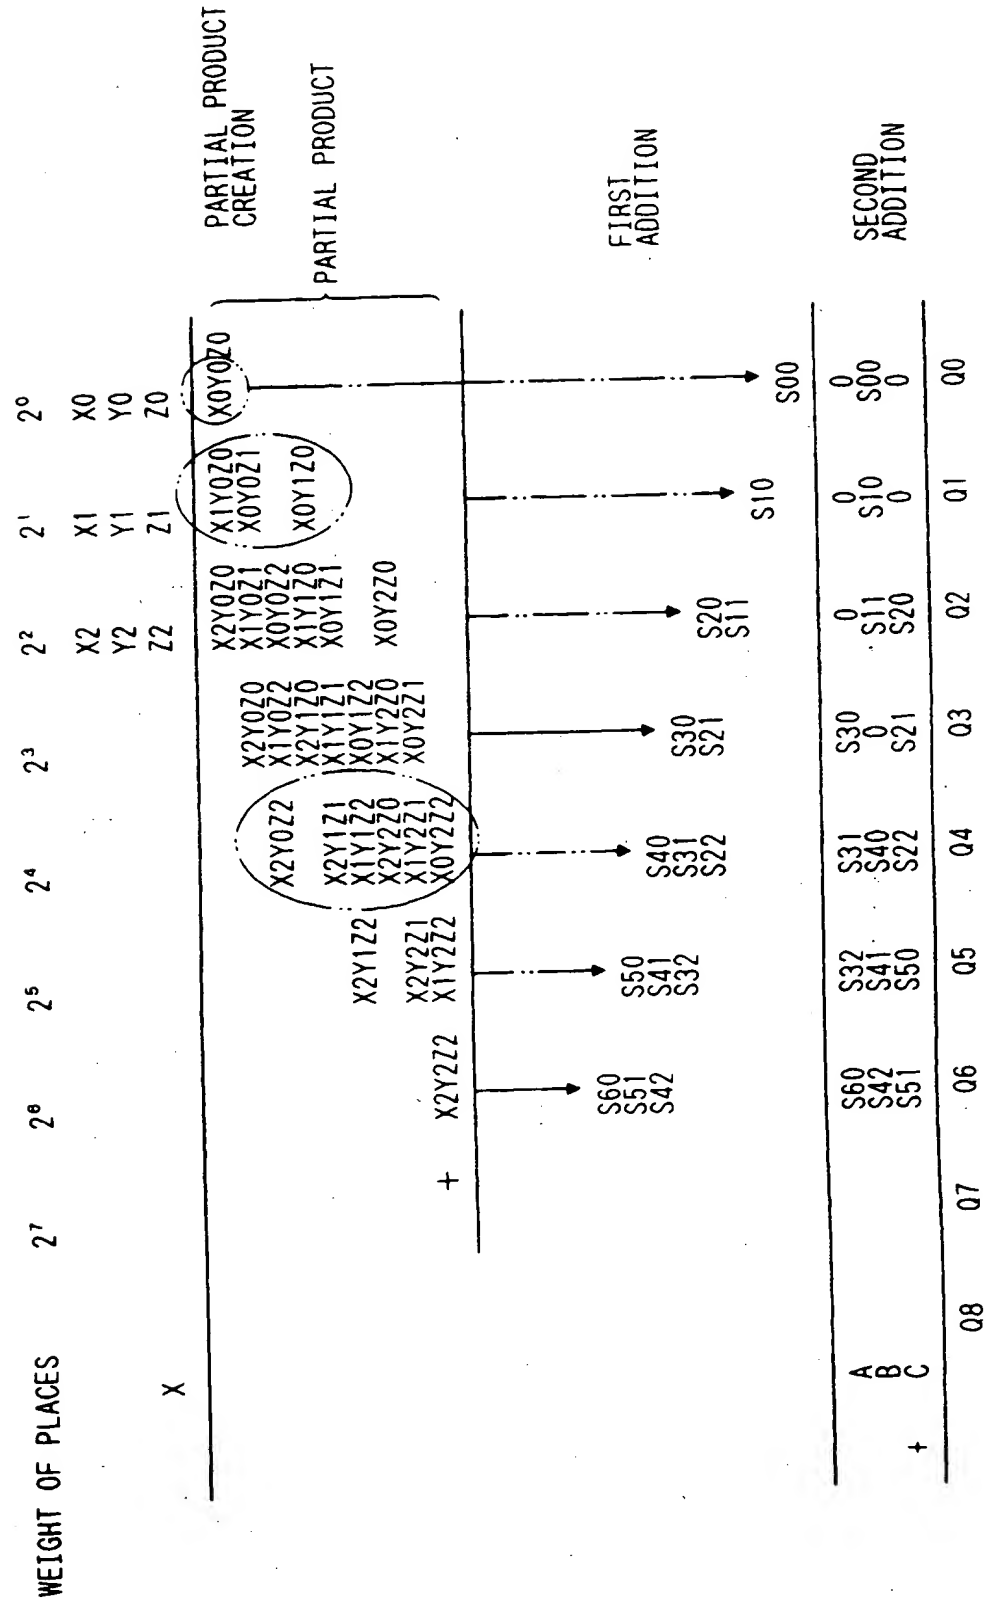 WEIGHT OF PLACES 2⁷ 2⁶ 2⁵ 2⁴ 2³ 2² 2¹ 2⁰
X2 X1 X0
Y2 Y1 Y0
X Z2 Z1 Z0
X2Y0Z0 X1Y0Z0 X0Y0Z0 PARTIAL PRODUCT
X2Y0Z0 X1Y0Z1 X0Y0Z1 CREATION
X2Y0Z2 X1Y0Z2 X0Y0Z2
X2Y1Z0 X1Y1Z0 X0Y1Z0
X2Y1Z1 X1Y1Z1 X0Y1Z1 PARTIAL PRODUCT
X2Y1Z2 X1Y1Z2 X0Y1Z2
X2Y2Z0 X1Y2Z0 X0Y2Z0
X2Y2Z1 X1Y2Z1 X0Y2Z1
+ X2Y2Z2 X1Y2Z2 X0Y2Z2
S60 FIRST
S51 S50 ADDITION
S42 S41 S40
S32 S31 S30
S22 S21 S20
S11
S10
S00
A S60 S32 S31 S30 0 0 0 SECOND
B S42 S41 S40 0 S11 S10 S00 ADDITION
+ C S51 S50 S22 S21 S20 0 0
Q8 Q7 Q6 Q5 Q4 Q3 Q2 Q1 Q0